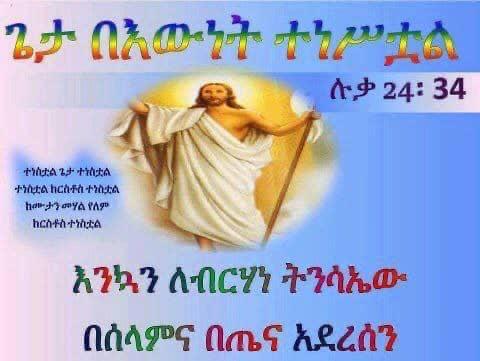 ጌታ በእውነት ተነሥቷል
ሉቃ 24፡ 34
ተነስቷል ጌታ ተነስቷል
ተነስቷል ክርስቶስ ተነስቷል
ከሙታን መሃል የለም
ክርስቶስ ተነስቷል
እንኳን ለብርሃነ ትንሳኤው
በሰላምና በጤና አደረሰን